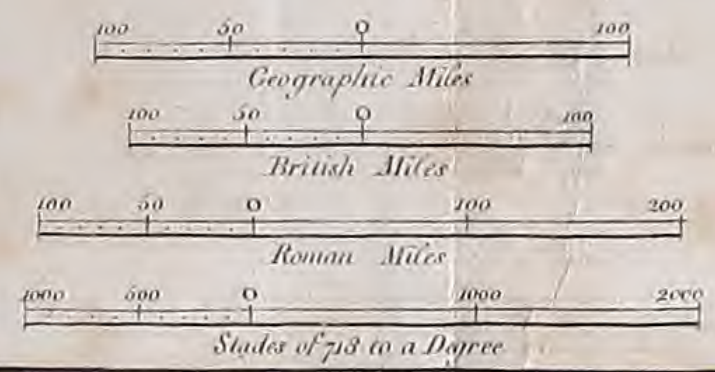 100 50 0 100
Geographic Miles
100 50 0 100
British Miles
100 50 0 100 200
Roman Miles
1000 500 0 1000 2000
Stades of 718 to a Degree